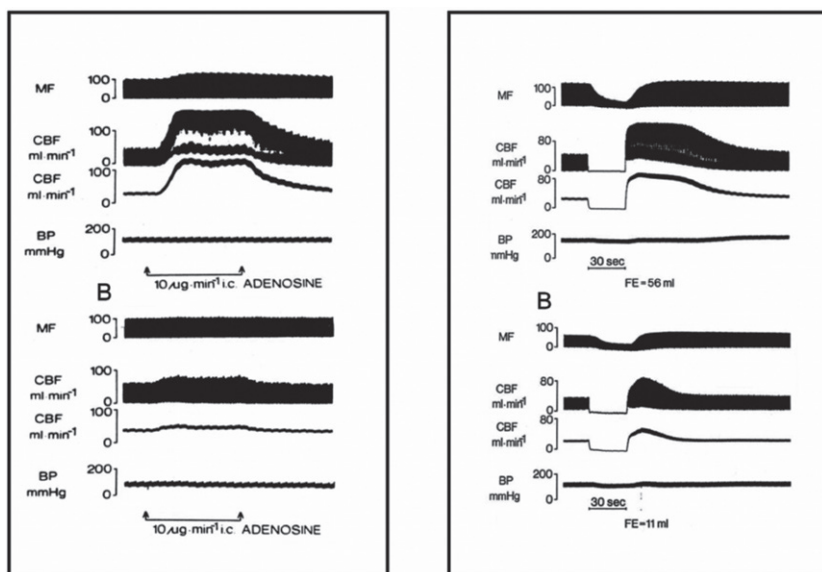 MF
100
0
CBF
ml·min⁻¹
100
0
CBF
ml·min⁻¹
100
0
BP
mmHg
200
0
10 µg·min⁻¹ i.c. ADENOSINE
B
MF
100
0
CBF
ml·min⁻¹
100
0
CBF
ml·min⁻¹
100
0
BP
mmHg
200
0
10 µg·min⁻¹ i.c. ADENOSINE
MF
100
0
CBF
ml·min⁻¹
80
0
CBF
ml·min⁻¹
80
0
BP
mmHg
200
0
30 sec
FE=56 ml
B
MF
100
0
CBF
ml·min⁻¹
80
0
CBF
ml·min⁻¹
80
0
BP
mmHg
200
0
30 sec
FE=11 ml